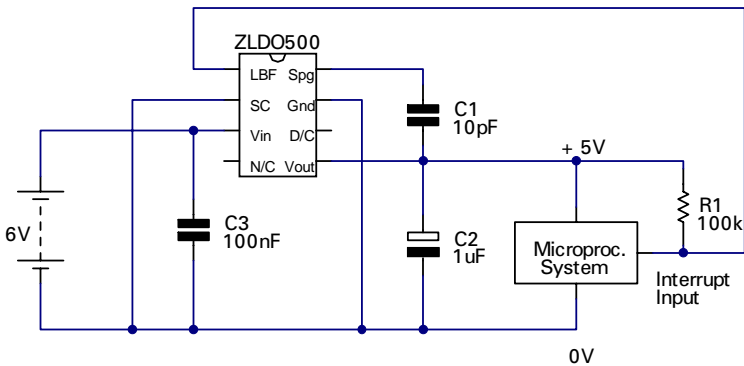 ZLDO500
LBF Spg
SC Gnd
Vin D/C
N/C Vout
C1
10pF
+ 5V
6V
C3
100nF
C2
1uF
Microproc.
System
R1
100k
Interrupt
Input
0V